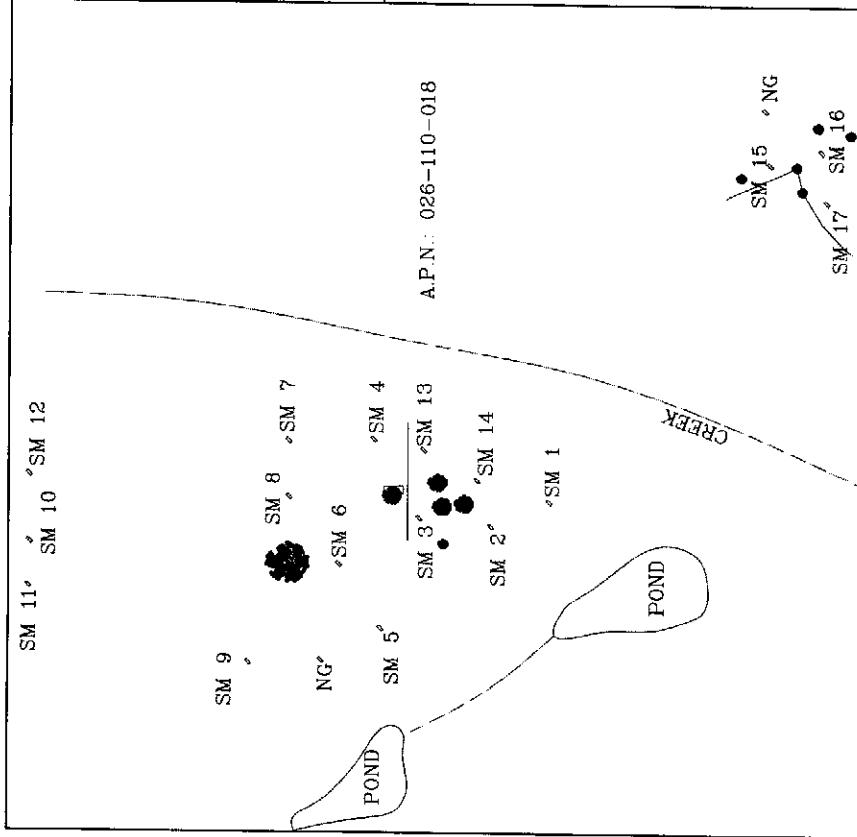 SM 12
SM 10
SM 11
SM 7
SM 8
SM 6
SM 9
NG
SM 4
A.P.N.: 026-110-018
SM 13
SM 3
SM 5
SM 14
SM 2
SM 1
POND
POND
CREEK
NG
SM 15
SM 16
SM 17